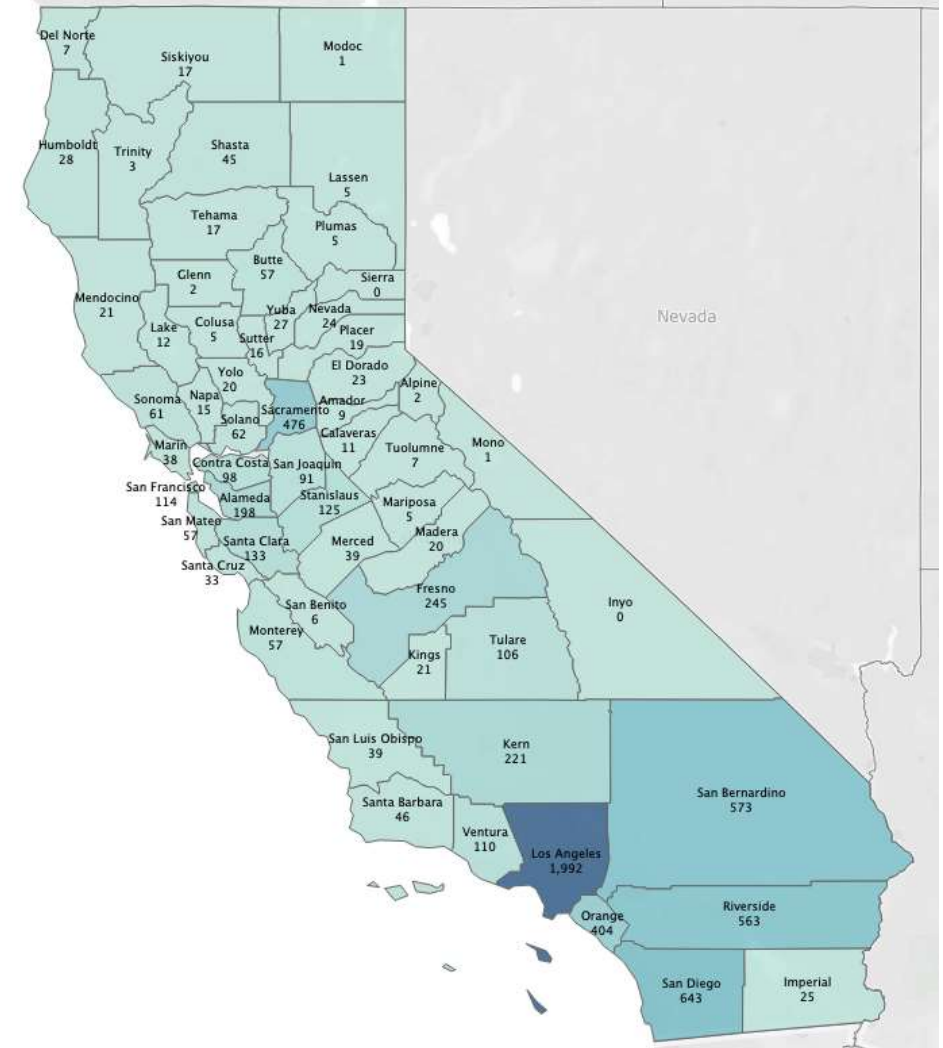 Del Norte
7
Siskiyou
17
Modoc
1
Humboldt
28
Trinity
3
Shasta
45
Lassen
5
Tehama
17
Plumas
5
Butte
57
Glenn
2
Sierra
0
Mendocino
21
Lake
12
Colusa
5
Yuba
27
Nevada
24
Sutter
16
Placer
19
Nevada
Yolo
20
El Dorado
23
Sonoma
61
Napa
15
Solano
62
Sacramento
476
Amador
9
Alpine
2
Calaveras
11
Tuolumne
7
Mono
1
Marin
38
Contra Costa
98
San Joaquin
91
San Francisco
114
Alameda
198
Stanislaus
125
Mariposa
5
San Mateo
57
Santa Clara
133
Merced
39
Madera
20
Santa Cruz
33
Fresno
245
San Benito
6
Inyo
0
Monterey
57
Kings
21
Tulare
106
San Luis Obispo
39
Kern
221
San Bernardino
573
Santa Barbara
46
Ventura
110
Los Angeles
1,992
Orange
404
Riverside
563
San Diego
643
Imperial
25